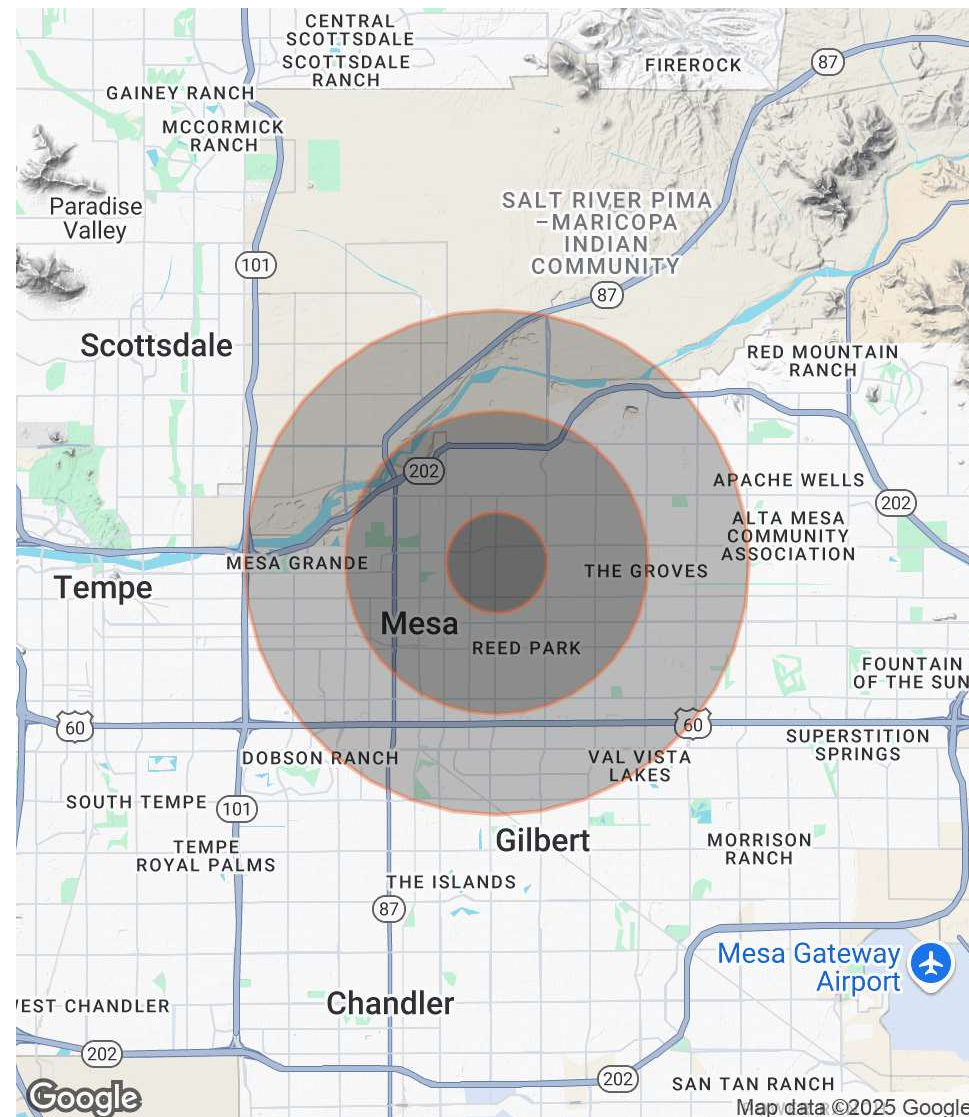 CENTRAL
SCOTTSDALE
SCOTTSDALE
RANCH
FIREROCK
87
GAINEY RANCH
MCCORMICK
RANCH
Paradise
Valley
SALT RIVER PIMA
–MARICOPA
INDIAN
COMMUNITY
101
87
Scottsdale
RED MOUNTAIN
RANCH
202
APACHE WELLS
202
ALTA MESA
COMMUNITY
ASSOCIATION
MESA GRANDE
THE GROVES
Tempe
Mesa
REED PARK
FOUNTAIN
OF THE SUN
60
60
SUPERSTITION
SPRINGS
DOBSON RANCH
VAL VISTA
LAKES
SOUTH TEMPE
101
TEMPE
ROYAL PALMS
Gilbert
MORRISON
RANCH
THE ISLANDS
87
Mesa Gateway
Airport
WEST CHANDLER
Chandler
202
202
SAN TAN RANCH
Google
Map data ©2025 Google